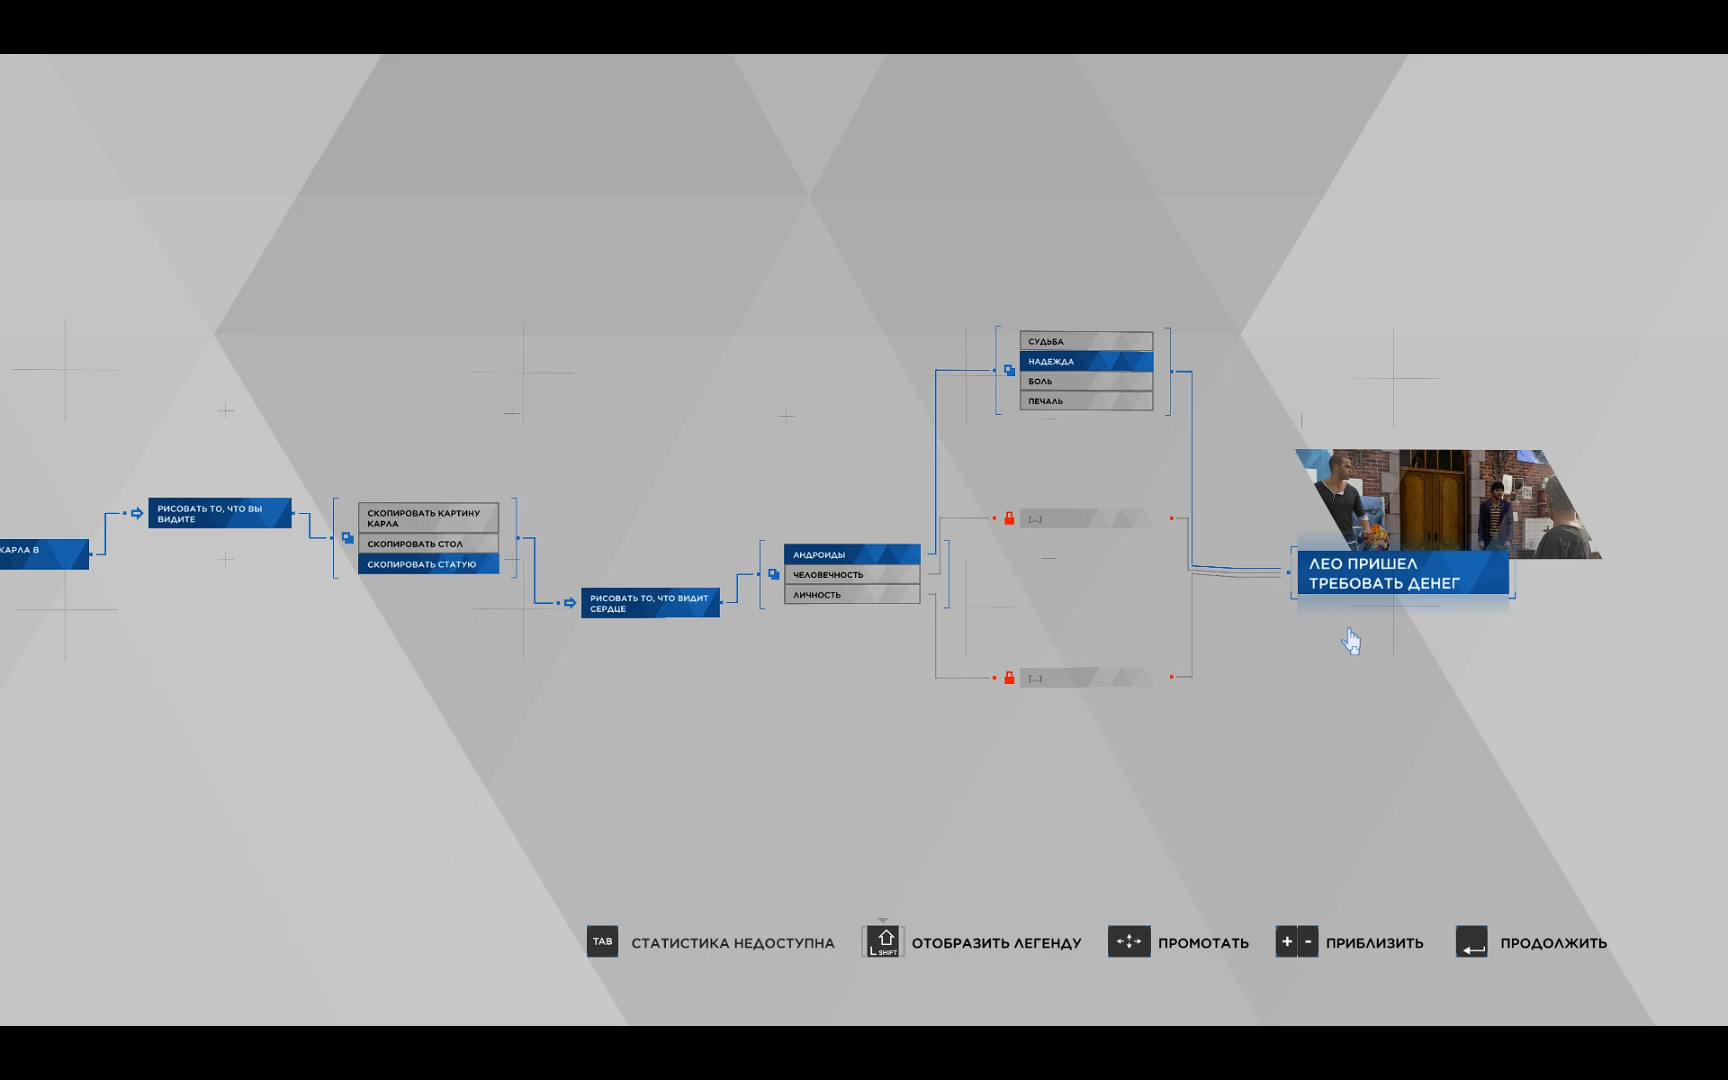 СУДЬБА
НАДЕЖДА
БОЛЬ
ПЕЧАЛЬ
РИСОВАТЬ ТО, ЧТО ВЫ
ВИДИТЕ
КАРЛА В
СКОПИРОВАТЬ КАРТИНУ
КАРЛА
СКОПИРОВАТЬ СТОЛ
СКОПИРОВАТЬ СТАТУЮ
РИСОВАТЬ ТО, ЧТО ВИДИТ
СЕРДЦЕ
АНДРОИДЫ
ЧЕЛОВЕЧНОСТЬ
ЛИЧНОСТЬ
[...]
[...]
ЛЕО ПРИШЕЛ
ТРЕБОВАТЬ ДЕНЕГ
TAB СТАТИСТИКА НЕДОСТУПНА
L SHIFT ОТОБРАЗИТЬ ЛЕГЕНДУ
ПРОМОТАТЬ
+ - ПРИБЛИЗИТЬ
ПРОДОЛЖИТЬ